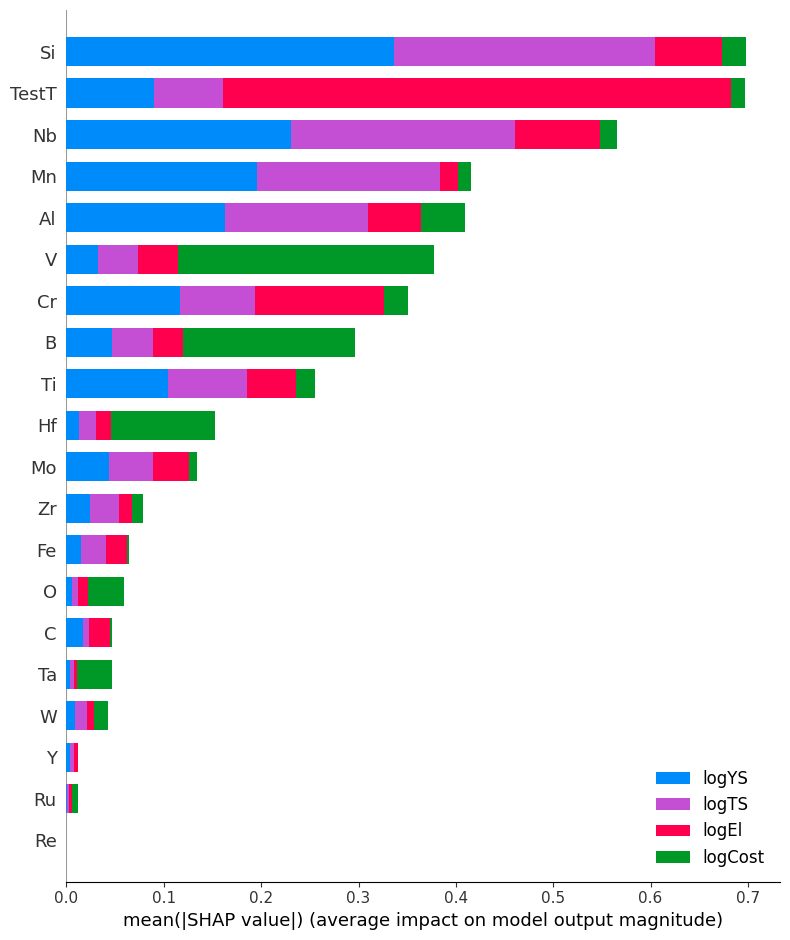 Si
TestT
Nb
Mn
Al
V
Cr
B
Ti
Hf
Mo
Zr
Fe
O
C
Ta
W
Y
Ru
Re
logYS
logTS
logEl
logCost
0.0 0.1 0.2 0.3 0.4 0.5 0.6 0.7
mean(|SHAP value|) (average impact on model output magnitude)